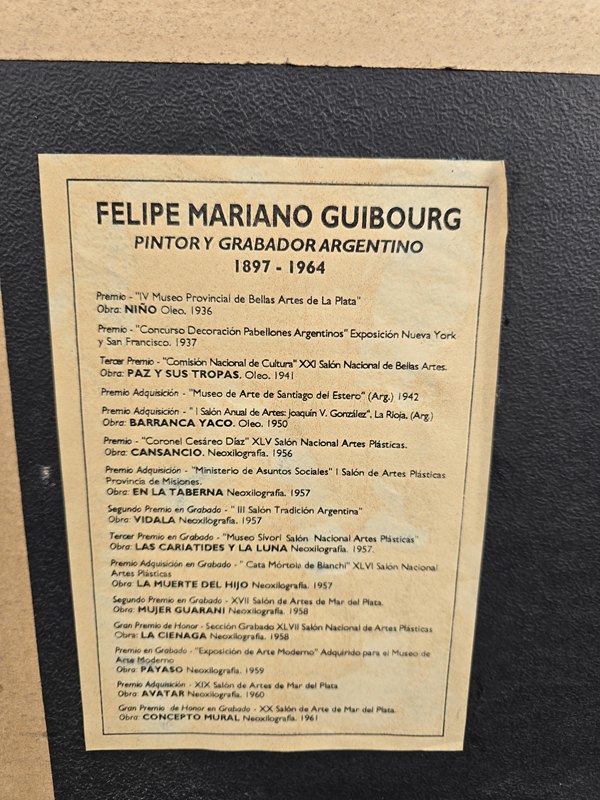 FELIPE MARIANO GUIBOURG
PINTOR Y GRABADOR ARGENTINO
1897 - 1964
Premio - "IV Museo Provincial de Bellas Artes de La Plata"
Obra: NIÑO Oleo. 1936
Premio - "Concurso Decoración Pabellones Argentinos" Exposición Nueva York
y San Francisco. 1937
Tercer Premio - "Comisión Nacional de Cultura" XXI Salón Nacional de Bellas Artes.
Obra: PAZ Y SUS TROPAS. Oleo. 1941
Premio Adquisición - "Museo de Arte de Santiago del Estero" (Arg.) 1942
Premio Adquisición - "I Salón Anual de Artes: Joaquín V. González", La Rioja, (Arg.)
Obra: BARRANCA YACO. Oleo. 1950
Premio - "Coronel Cesáreo Díaz" XLV Salón Nacional Artes Plásticas.
Obra: CANSANCIO. Neoxilografía. 1956
Premio Adquisición - "Ministerio de Asuntos Sociales" I Salón de Artes Plásticas
Provincia de Misiones.
Obra: EN LA TABERNA Neoxilografía. 1957
Segundo Premio en Grabado - " III Salón Tradición Argentina"
Obra: VIDALA Neoxilografía. 1957
Tercer Premio en Grabado - "Museo Sívori Salón Nacional Artes Plásticas"
Obra: LAS CARIATIDES Y LA LUNA Neoxilografía. 1957.
Premio Adquisición en Grabado - " Cata Mórtola de Bianchi" XLVI Salón Nacional
Artes Plásticas
Obra: LA MUERTE DEL HIJO Neoxilografía. 1957
Segundo Premio en Grabado - XVII Salón de Artes de Mar del Plata.
Obra: MUJER GUARANI Neoxilografía. 1958
Gran Premio de Honor - Sección Grabado XLVII Salón Nacional de Artes Plásticas
Obra: LA CIENAGA Neoxilografía. 1958
Premio en Grabado - "Exposición de Arte Moderno" Adquirido para el Museo de
Arte Moderno
Obra: PAYASO Neoxilografía. 1959
Premio Adquisición - XIX Salón de Artes de Mar del Plata
Obra: AVATAR Neoxilografía. 1960
Gran Premio de Honor en Grabado - XX Salón de Arte de Mar del Plata.
Obra: CONCEPTO MURAL Neoxilografía. 1961